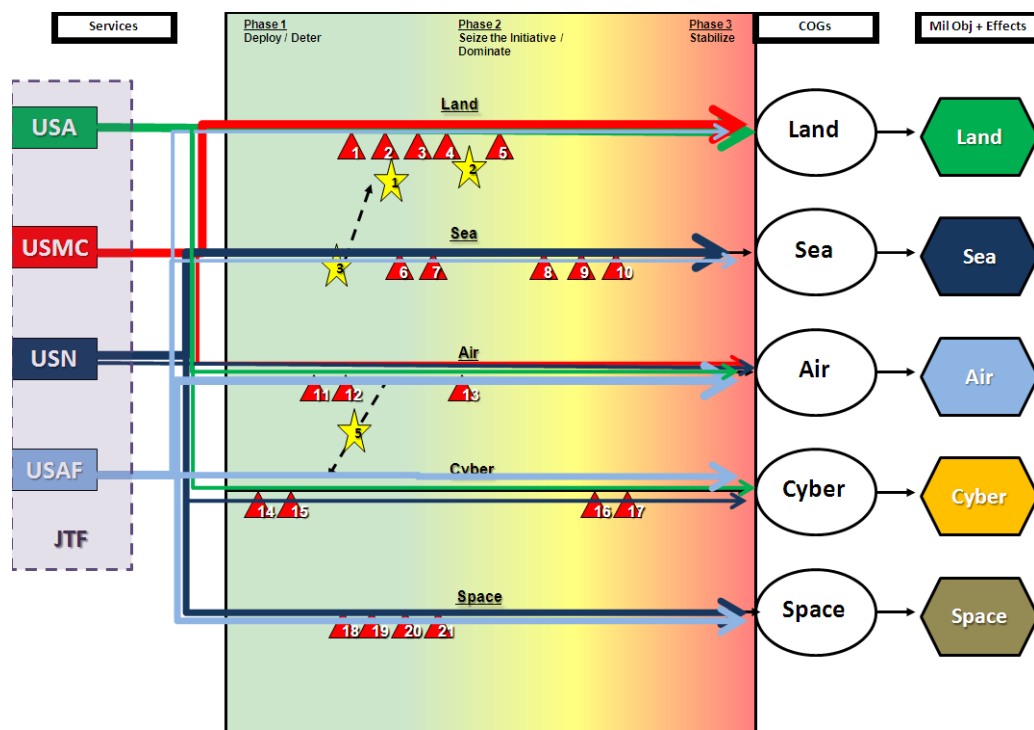 Services
Phase 1
Deploy / Deter
Phase 2
Seize the Initiative /
Dominate
Phase 3
Stabilize
COGs
Mil Obj + Effects
USA
Land
1
2
3
4
5
1
2
Land
Land
USMC
Sea
3
6
7
8
9
10
Sea
Sea
USN
Air
11
12
13
Air
Air
5
USAF
Cyber
14
15
16
17
Cyber
Cyber
JTF
Space
18
19
20
21
Space
Space